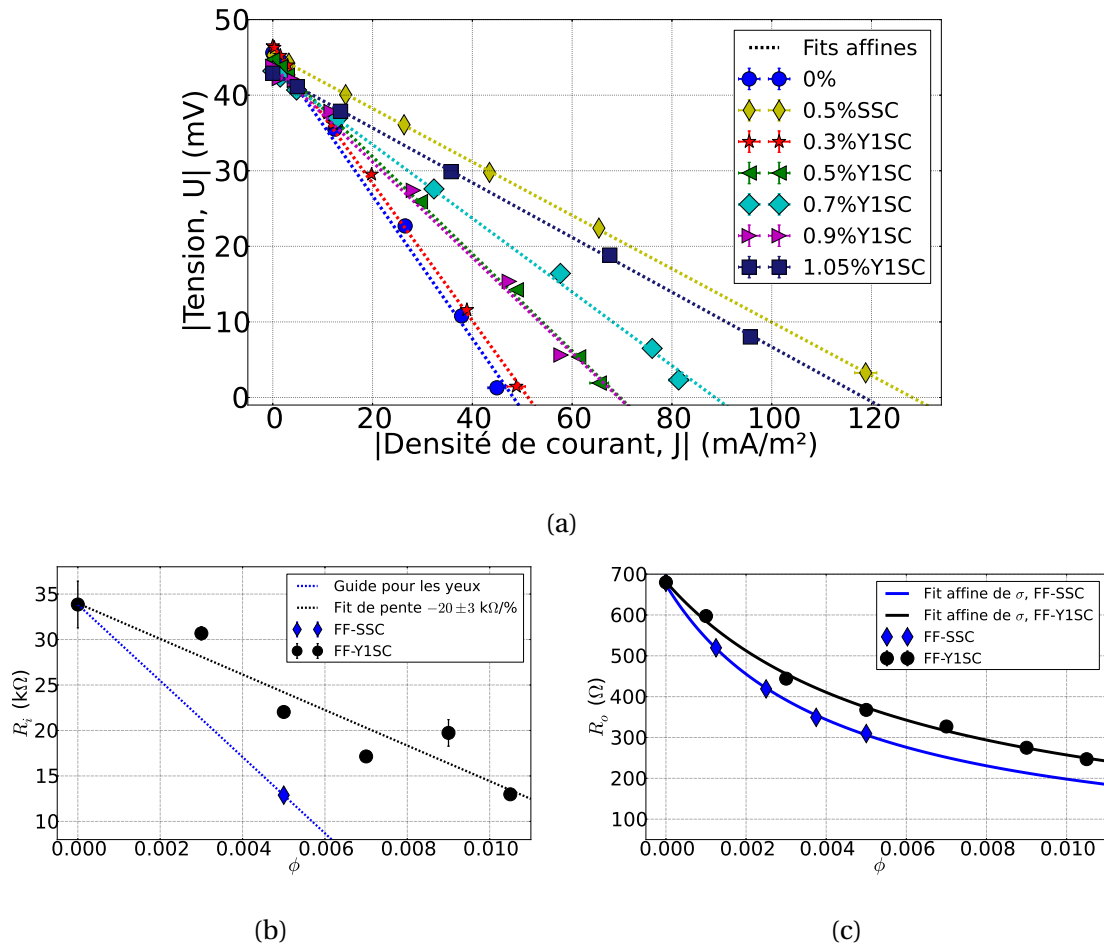 50
40
30
20
10
0
|Tension, U| (mV)
0 20 40 60 80 100 120
|Densité de courant, J| (mA/m²)
Fits affines
0%
0.5%SSC
0.3%Y1SC
0.5%Y1SC
0.7%Y1SC
0.9%Y1SC
1.05%Y1SC
(a)
35
30
25
20
15
10
R_i (kΩ)
0.000 0.002 0.004 0.006 0.008 0.010
ϕ
Guide pour les yeux
Fit de pente −20±3 kΩ/%
FF-SSC
FF-Y1SC
(b)
700
600
500
400
300
200
100
R_o (Ω)
0.000 0.002 0.004 0.006 0.008 0.010
ϕ
Fit affine de σ, FF-SSC
Fit affine de σ, FF-Y1SC
FF-SSC
FF-Y1SC
(c)